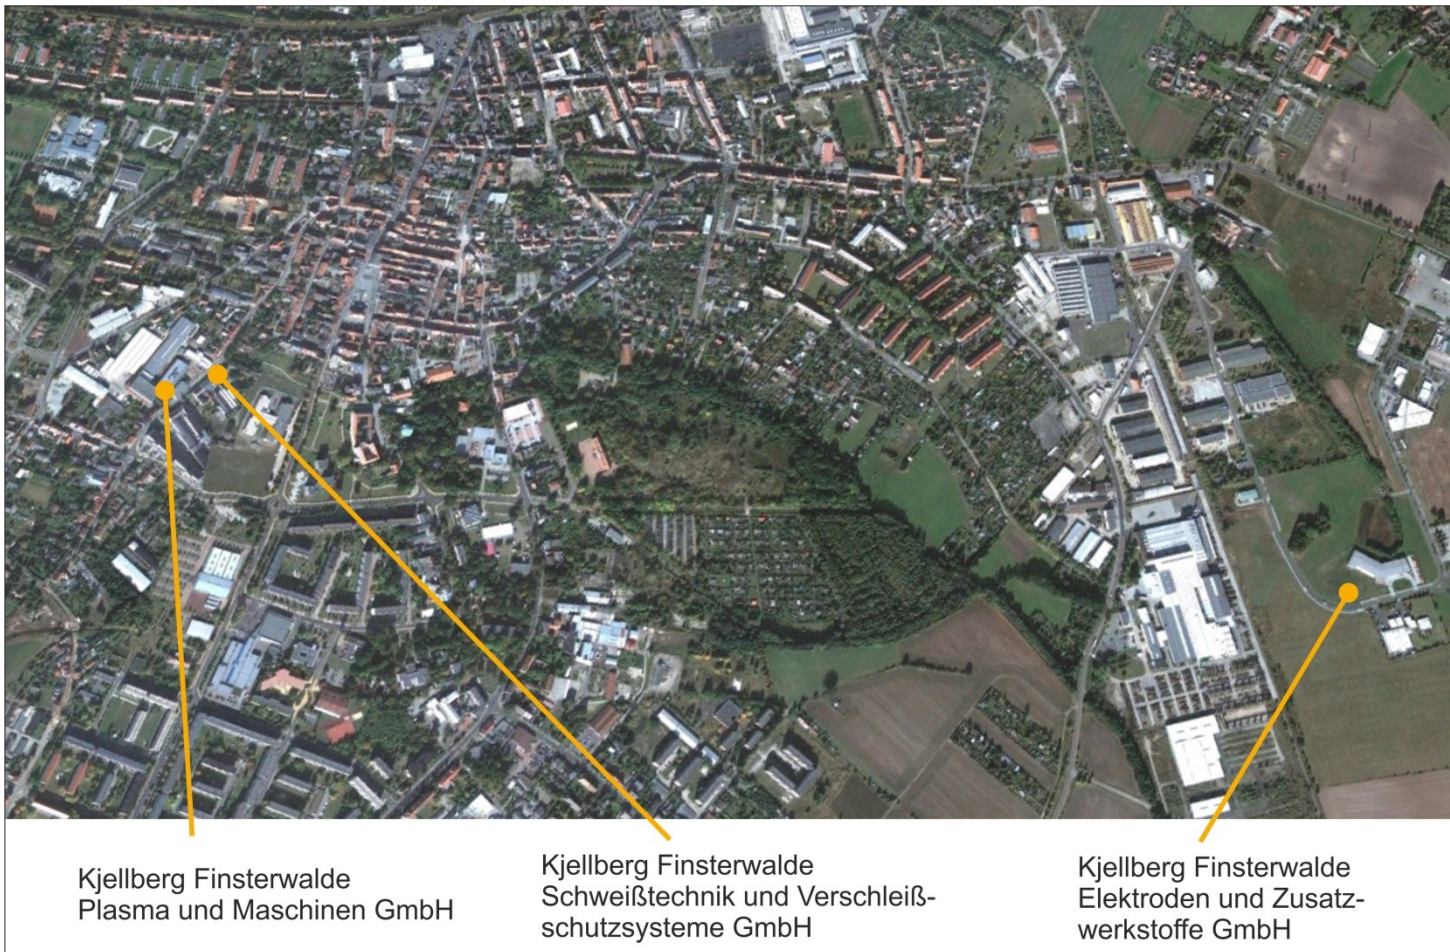 Kjellberg Finsterwalde
Plasma und Maschinen GmbH
Kjellberg Finsterwalde
Schweißtechnik und Verschleiß-
schutzsysteme GmbH
Kjellberg Finsterwalde
Elektroden und Zusatz-
werkstoffe GmbH